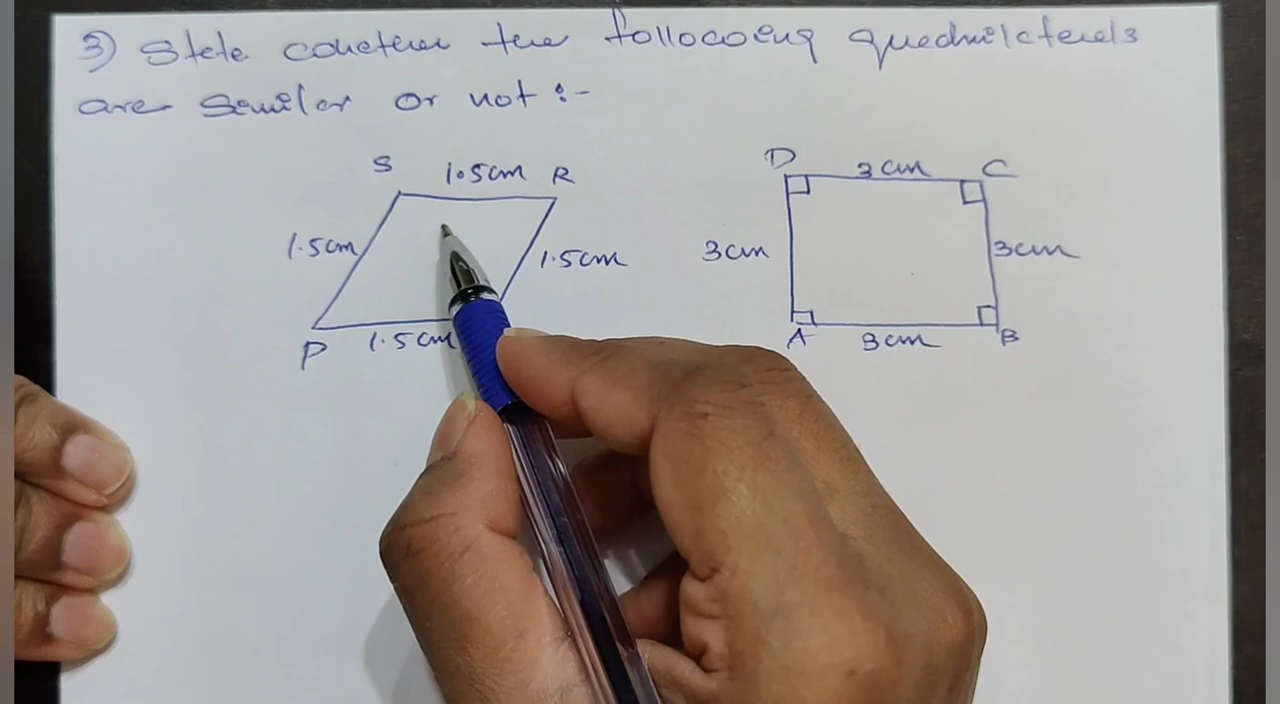 3) State whether the following quadrilaterals
are similar or not :-
S 1.5cm R
D 3cm C
1.5cm 1.5cm
3cm 3cm
P 1.5cm
A 3cm B